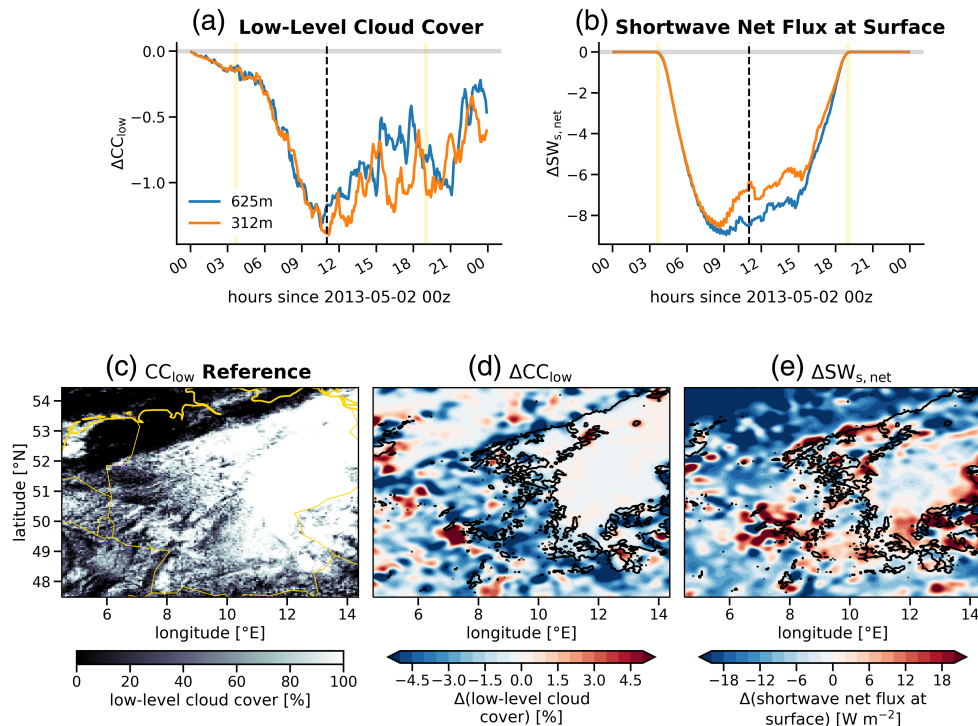 (a)
Low-Level Cloud Cover
0.0
−0.5
−1.0
ΔCC_low
625m
312m
00 03 06 09 12 15 18 21 00
hours since 2013-05-02 00z
(b)
Shortwave Net Flux at Surface
0
−2
−4
−6
−8
ΔSW_s, net
00 03 06 09 12 15 18 21 00
hours since 2013-05-02 00z
(c)
CC_low Reference
54
53
52
51
50
49
48
latitude [°N]
6 8 10 12 14
longitude [°E]
0 20 40 60 80 100
low-level cloud cover [%]
(d)
ΔCC_low
6 8 10 12 14
longitude [°E]
−4.5 −3.0 −1.5 0.0 1.5 3.0 4.5
Δ(low-level cloud
cover) [%]
(e)
ΔSW_s, net
6 8 10 12 14
longitude [°E]
−18 −12 −6 0 6 12 18
Δ(shortwave net flux at
surface) [W m⁻²]